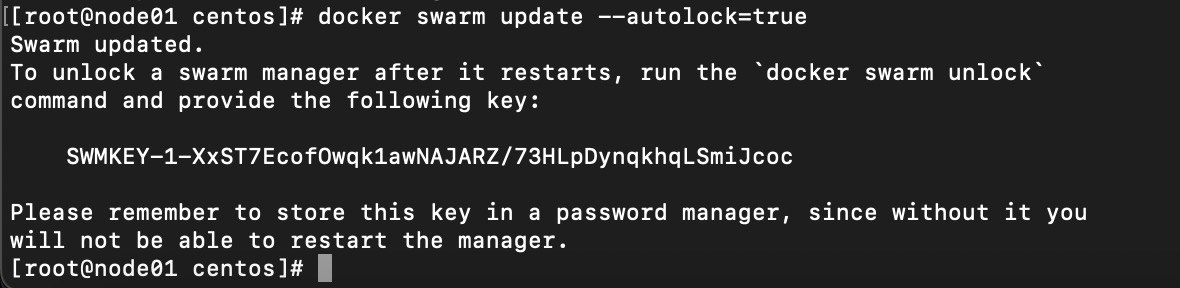 [[root@node01 centos]# docker swarm update --autolock=true
Swarm updated.
To unlock a swarm manager after it restarts, run the `docker swarm unlock`
command and provide the following key:
SWMKEY-1-XxST7EcofOwqk1awNAJARZ/73HLpDynqkhqLSmiJcoc
Please remember to store this key in a password manager, since without it you
will not be able to restart the manager.
[root@node01 centos]#